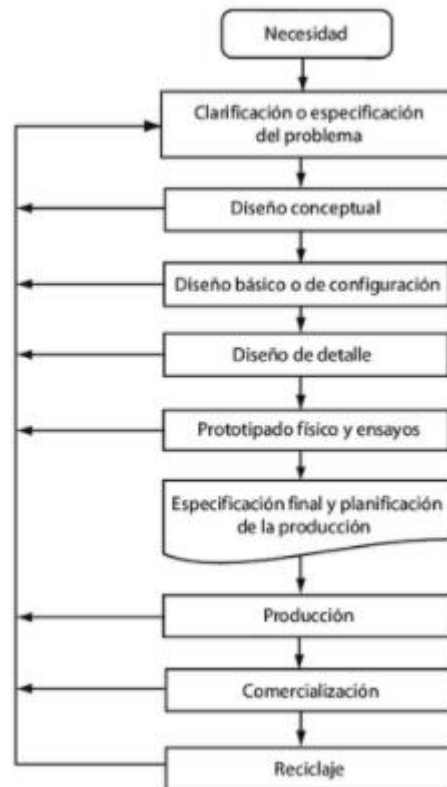 Necesidad
Clarificación o especificación
del problema
Diseño conceptual
Diseño básico o de configuración
Diseño de detalle
Prototipado físico y ensayos
Especificación final y planificación
de la producción
Producción
Comercialización
Reciclaje